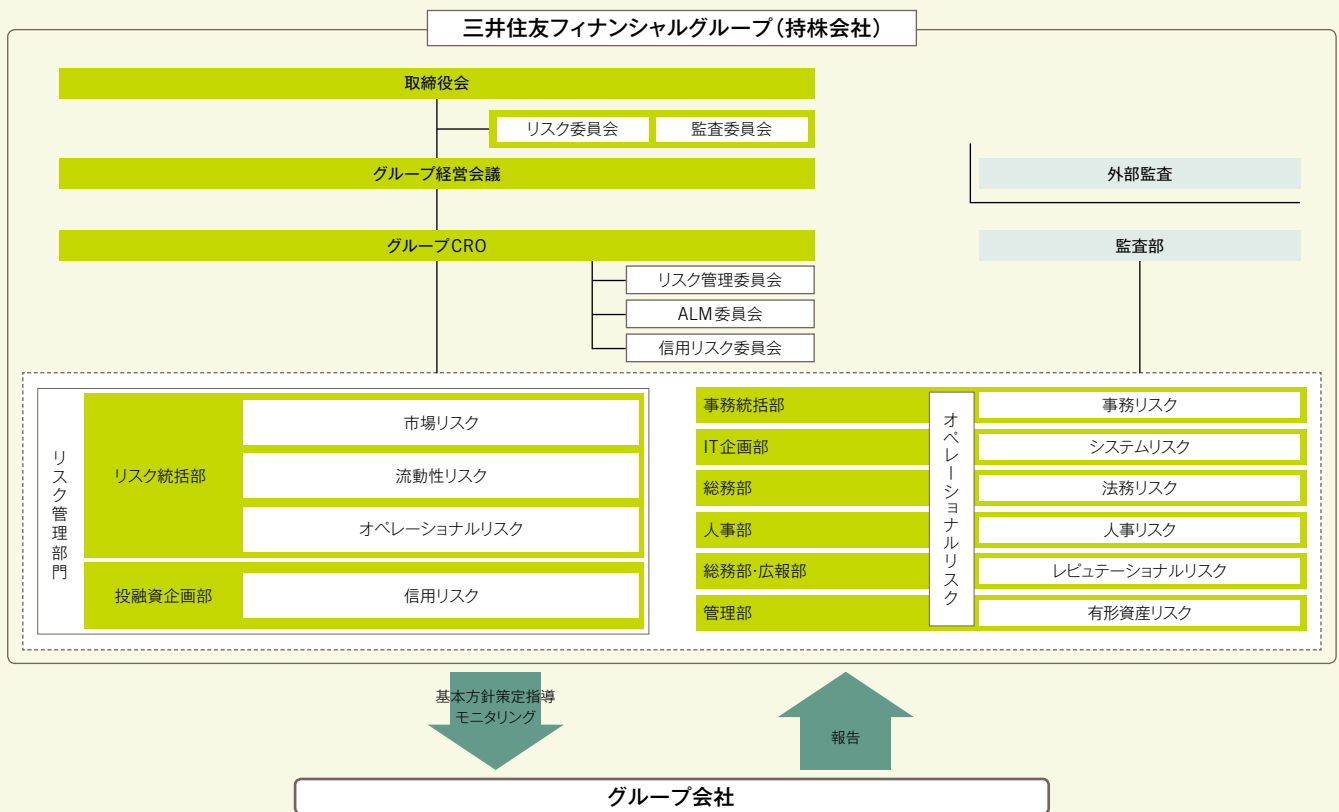 三井住友フィナンシャルグループ（持株会社）
取締役会
リスク委員会
監査委員会
グループ経営会議
外部監査
グループCRO
監査部
リスク管理委員会
ALM委員会
信用リスク委員会
リスク管理部門
リスク統括部
市場リスク
流動性リスク
オペレーショナルリスク
投融資企画部
信用リスク
オペレーショナルリスク
事務統括部
事務リスク
IT企画部
システムリスク
総務部
法務リスク
人事部
人事リスク
総務部・広報部
レピュテーショナルリスク
管理部
有形資産リスク
基本方針策定指導
モニタリング
報告
グループ会社